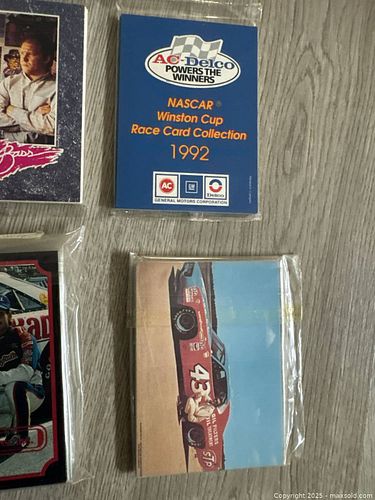 Bass
AC-Delco
POWERS THE
WINNERS
NASCAR ®
Winston Cup
Race Card Collection
1992
AC
GM
Delco
GENERAL MOTORS CORPORATION
43
STP
Copyright © 2025 - maxsold.com